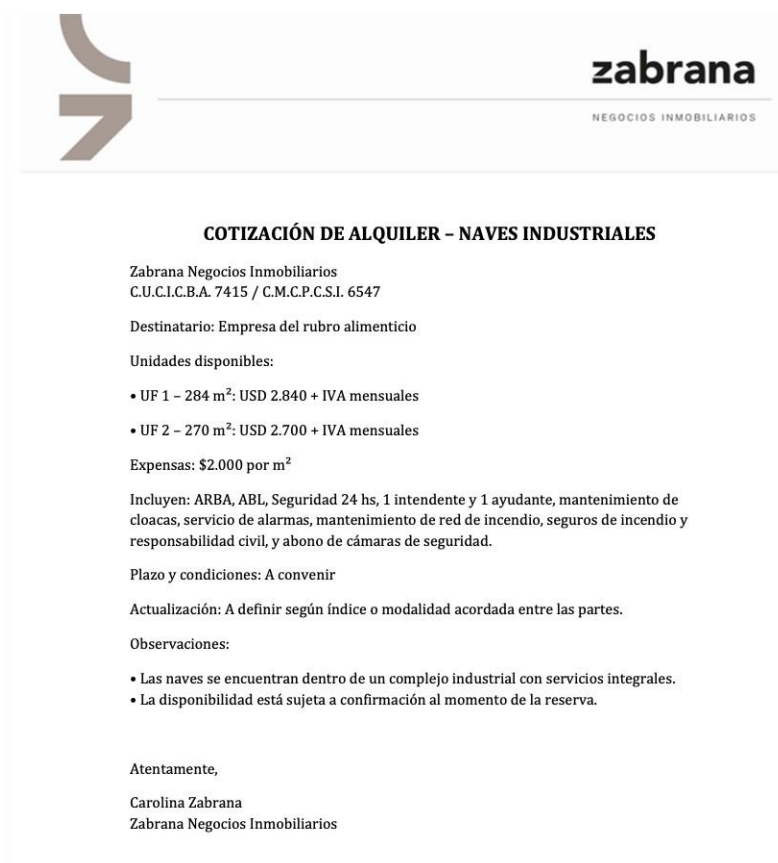 zabrana
NEGOCIOS INMOBILIARIOS
COTIZACIÓN DE ALQUILER – NAVES INDUSTRIALES
Zabrana Negocios Inmobiliarios
C.U.C.I.C.B.A. 7415 / C.M.C.P.C.S.I. 6547
Destinatario: Empresa del rubro alimenticio
Unidades disponibles:
• UF 1 – 284 m²: USD 2.840 + IVA mensuales
• UF 2 – 270 m²: USD 2.700 + IVA mensuales
Expensas: $2.000 por m²
Incluyen: ARBA, ABL, Seguridad 24 hs, 1 intendente y 1 ayudante, mantenimiento de
cloacas, servicio de alarmas, mantenimiento de red de incendio, seguros de incendio y
responsabilidad civil, y abono de cámaras de seguridad.
Plazo y condiciones: A convenir
Actualización: A definir según índice o modalidad acordada entre las partes.
Observaciones:
• Las naves se encuentran dentro de un complejo industrial con servicios integrales.
• La disponibilidad está sujeta a confirmación al momento de la reserva.
Atentamente,
Carolina Zabrana
Zabrana Negocios Inmobiliarios